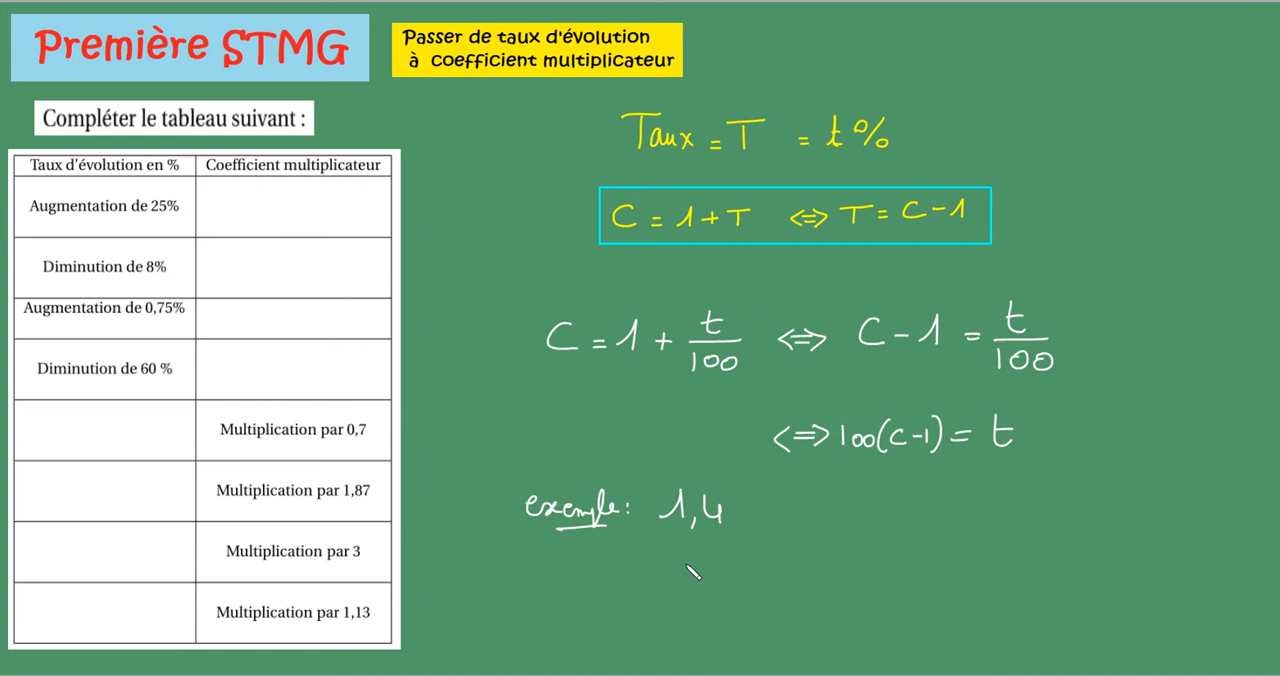 Première STMG
Passer de taux d'évolution
à coefficient multiplicateur
Compléter le tableau suivant :
Taux d'évolution en % Coefficient multiplicateur
Augmentation de 25%
Diminution de 8%
Augmentation de 0,75%
Diminution de 60 %
Multiplication par 0,7
Multiplication par 1,87
Multiplication par 3
Multiplication par 1,13
Taux = T = t%
C = 1 + T <=> T = C - 1
C = 1 + t/100 <=> C - 1 = t/100
<=> 100(C-1) = t
exemple : 1,4